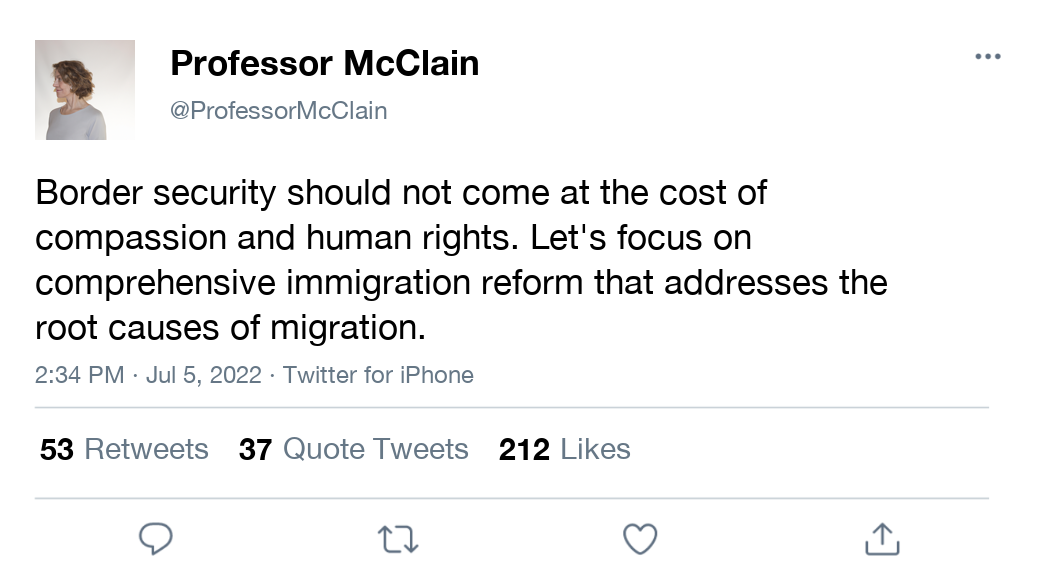 Professor McClain
@ProfessorMcClain
Border security should not come at the cost of
compassion and human rights. Let's focus on
comprehensive immigration reform that addresses the
root causes of migration.
2:34 PM · Jul 5, 2022 · Twitter for iPhone
53 Retweets 37 Quote Tweets 212 Likes